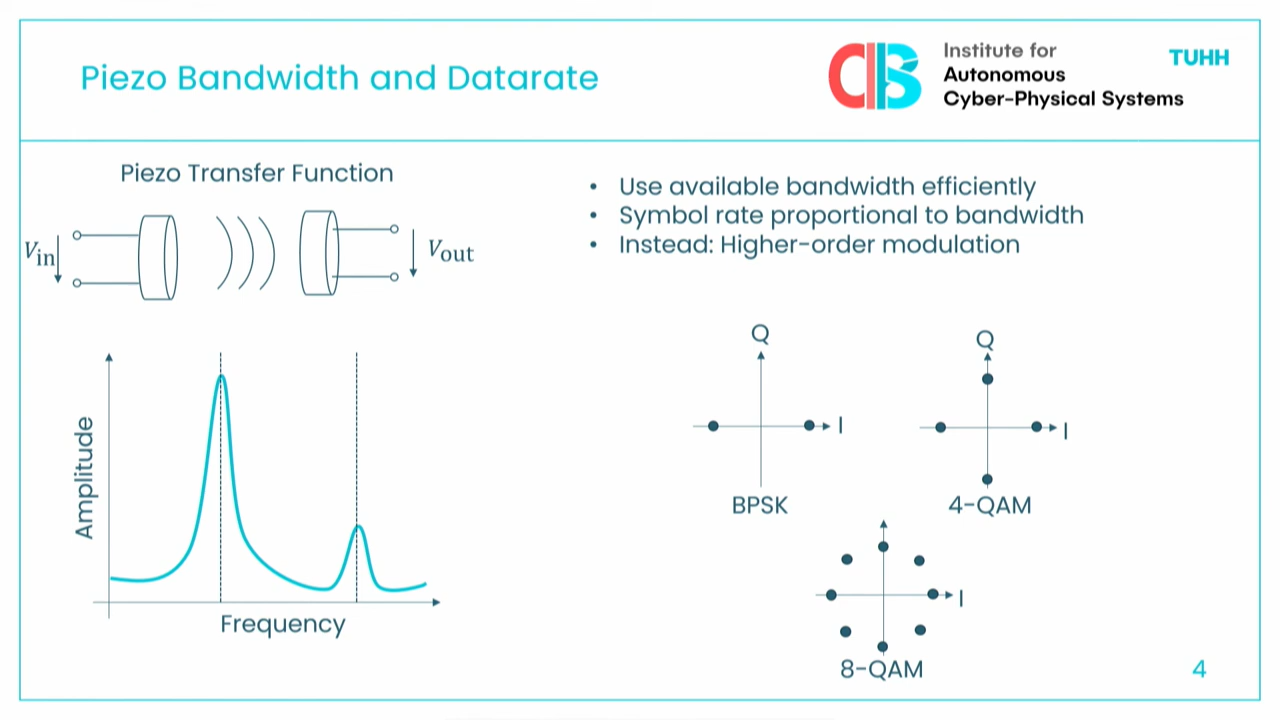 Piezo Bandwidth and Datarate
Institute for
Autonomous
Cyber-Physical Systems
TUHH
Piezo Transfer Function
Vin
Vout
Amplitude
Frequency
• Use available bandwidth efficiently
• Symbol rate proportional to bandwidth
• Instead: Higher-order modulation
Q
I
BPSK
Q
I
4-QAM
I
8-QAM
4